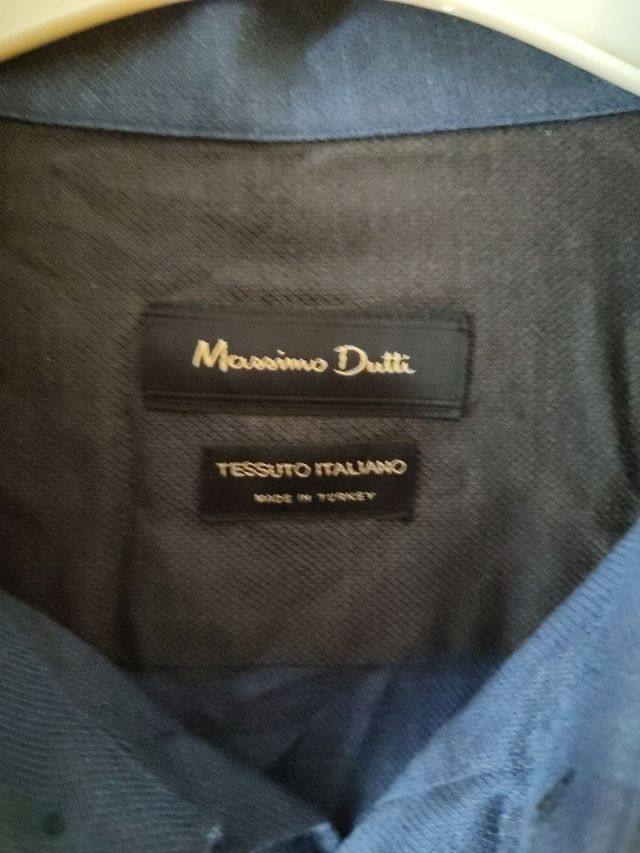 Massimo Dutti
TESSUTO ITALIANO
MADE IN TURKEY